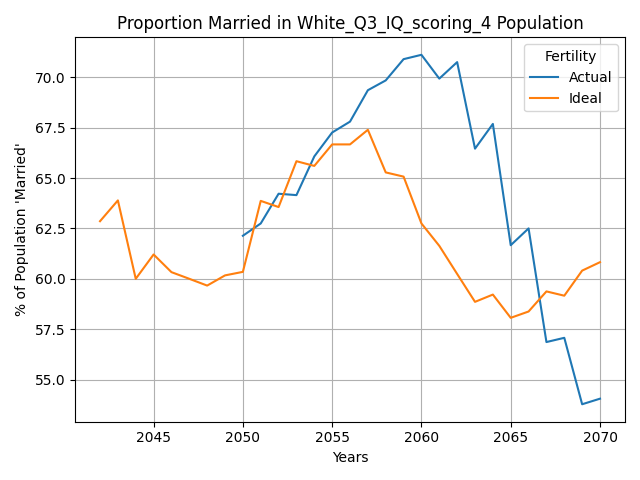 Proportion Married in White_Q3_IQ_scoring_4 Population
Fertility
Actual
Ideal
% of Population 'Married'
70.0
67.5
65.0
62.5
60.0
57.5
55.0
2045 2050 2055 2060 2065 2070
Years